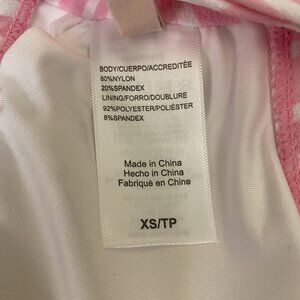 BODY/CUERPO/ACCREDITÉE
80%NYLON
20%SPANDEX
LINING/FORRO/DOUBLURE
92%POLYESTER/POLIÉSTER
8%SPANDEX
Made in China
Hecho in China
Fabriqué en Chine
XS/TP